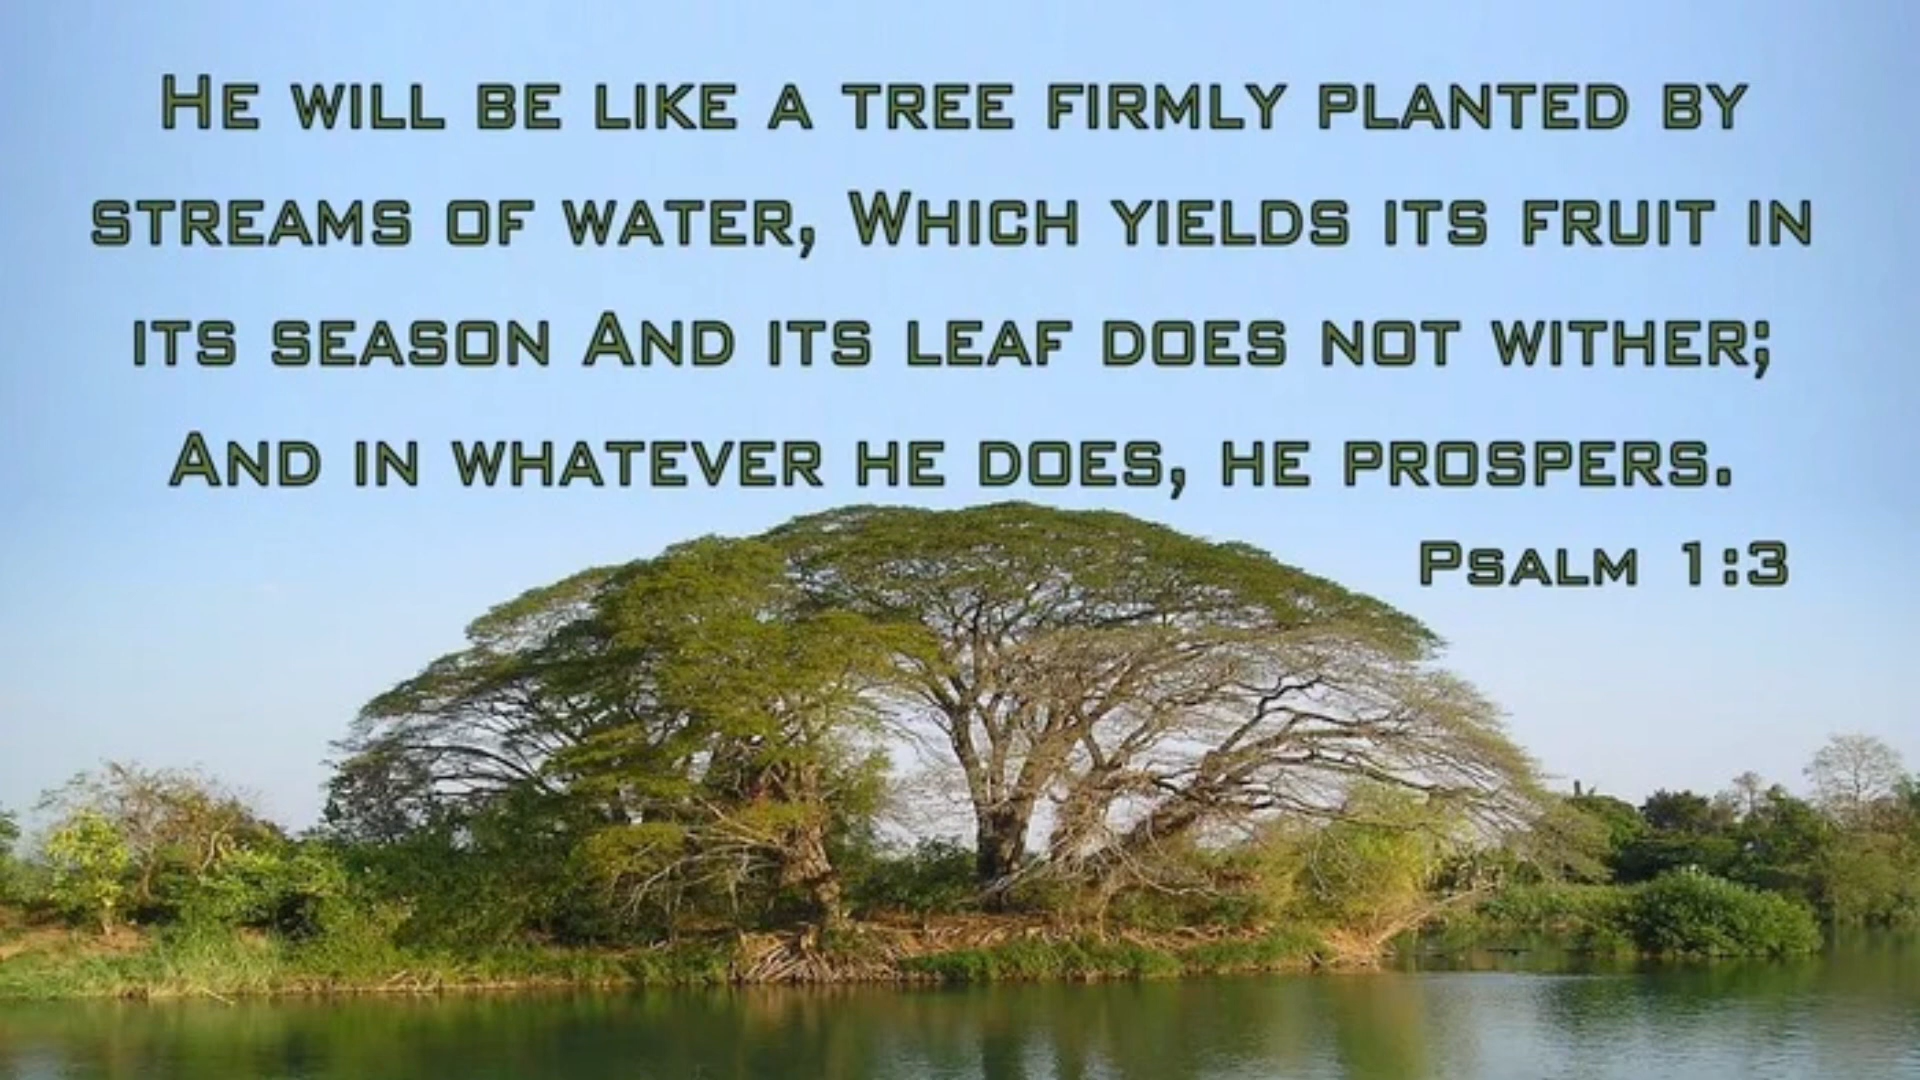 He will be like a tree firmly planted by
streams of water, Which yields its fruit in
its season And its leaf does not wither;
And in whatever he does, he prospers.
Psalm 1:3